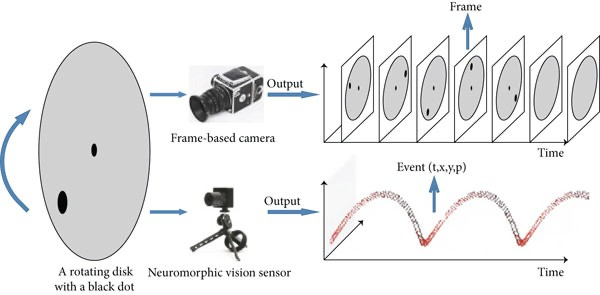 Frame
Output
Frame-based camera
Time
Event (t,x,y,p)
Output
Time
A rotating disk
with a black dot
Neuromorphic vision sensor